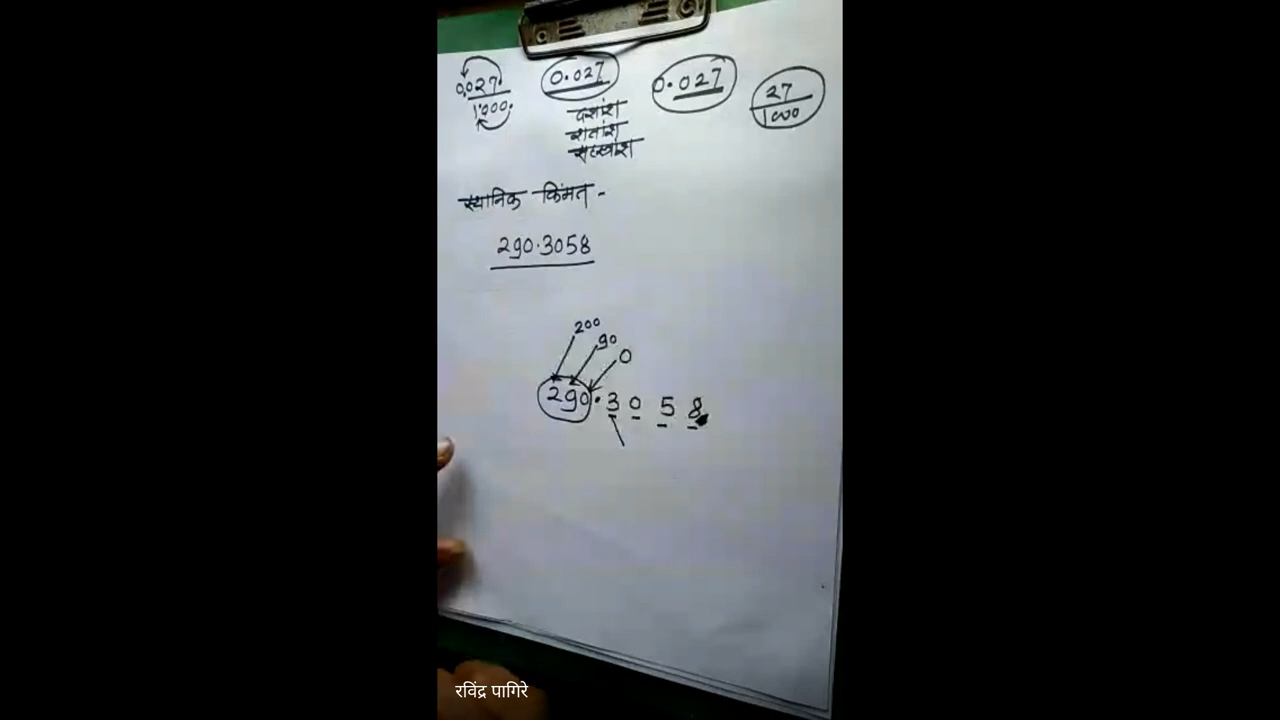 0.027. 0.027 0.027 27
1000. 1000
दशांश
शतांश
सहस्त्रांश
स्थानिक किंमत -
290.3058
200
90
0
290.3058
रविंद्र पागिरे